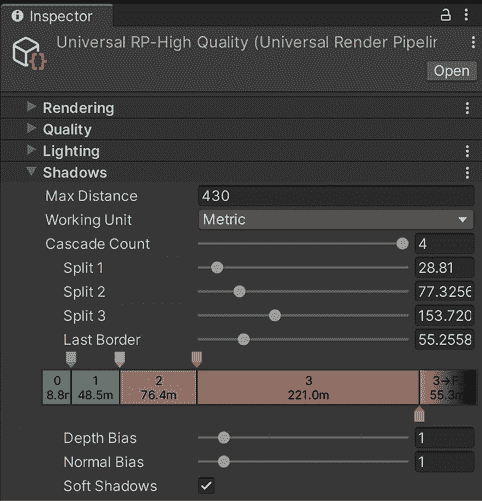 Inspector
Universal RP-High Quality (Universal Render Pipelin
Open
Rendering
Quality
Lighting
Shadows
Max Distance 430
Working Unit Metric
Cascade Count 4
Split 1 28.81
Split 2 77.3256
Split 3 153.720
Last Border 55.2558
0 1 2 3 3→F
8.8m 48.5m 76.4m 221.0m 55.3m
Depth Bias 1
Normal Bias 1
Soft Shadows